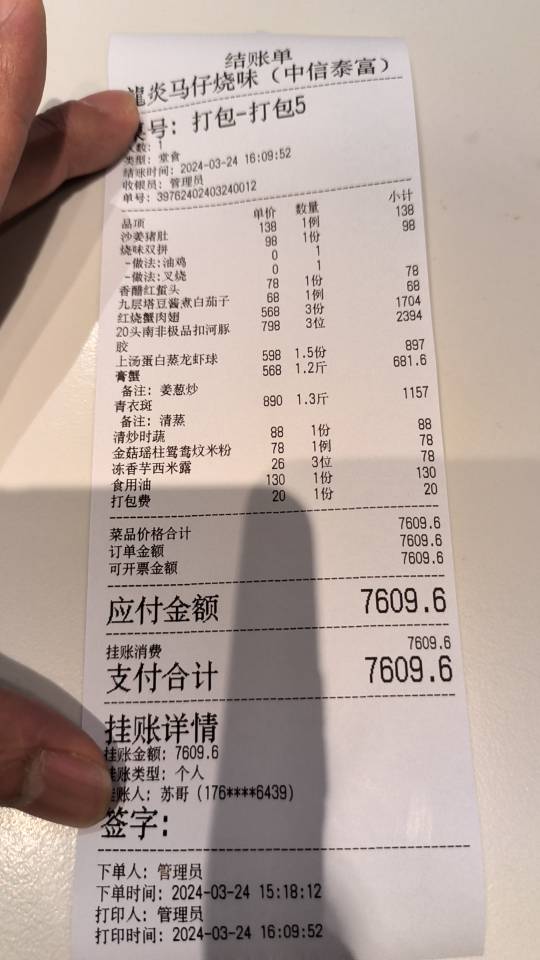 结账单
龍炎马仔烧味（中信泰富）
桌号: 打包-打包5
人数: 1
类型: 堂食
结账时间: 2024-03-24 16:09:52
收银员: 管理员
单号: 39762402403240012
品项 单价 数量 小计
沙姜猪肚 138 1例 138
烧味双拼 98 1份 98
-做法:油鸡 0 1
-做法:叉烧 0 1
香醋红蜇头 78 1份 78
九层塔豆酱煮白茄子 68 1例 68
红烧蟹肉翅 568 3份 1704
20头南非极品扣河豚 798 3位 2394
胶
上汤蛋白蒸龙虾球 598 1.5份 897
膏蟹 568 1.2斤 681.6
备注: 姜葱炒
青衣斑 890 1.3斤 1157
备注: 清蒸
清炒时蔬 88 1份 88
金菇瑶柱鸳鸯炆米粉 78 1例 78
冻香芋西米露 26 3位 78
食用油 130 1份 130
打包费 20 1份 20
菜品价格合计 7609.6
订单金额 7609.6
可开票金额 7609.6
应付金额 7609.6
挂账消费 7609.6
支付合计 7609.6
挂账详情
挂账金额: 7609.6
挂账类型: 个人
挂账人: 苏哥(176****6439)
签字:
下单人: 管理员
下单时间: 2024-03-24 15:18:12
打印人: 管理员
打印时间: 2024-03-24 16:09:52